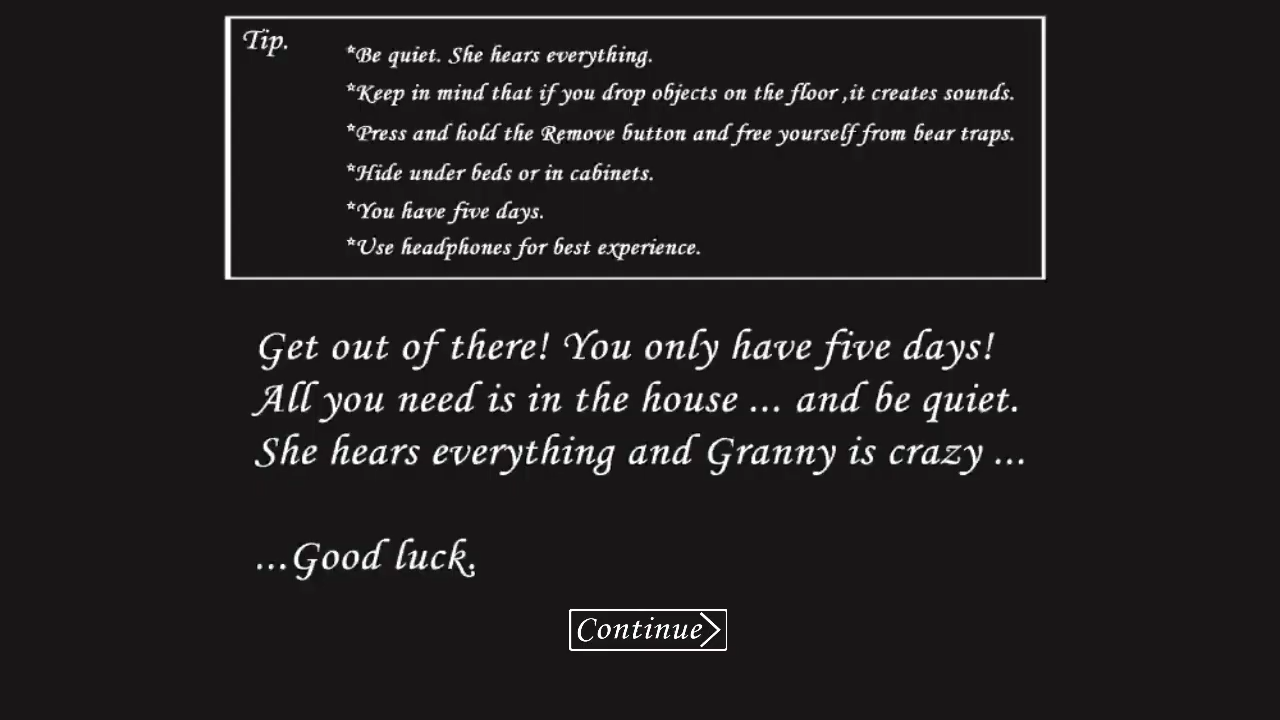 Tip.
*Be quiet. She hears everything.
*Keep in mind that if you drop objects on the floor ,it creates sounds.
*Press and hold the Remove button and free yourself from bear traps.
*Hide under beds or in cabinets.
*You have five days.
*Use headphones for best experience.
Get out of there! You only have five days!
All you need is in the house ... and be quiet.
She hears everything and Granny is crazy ...
...Good luck.
Continue